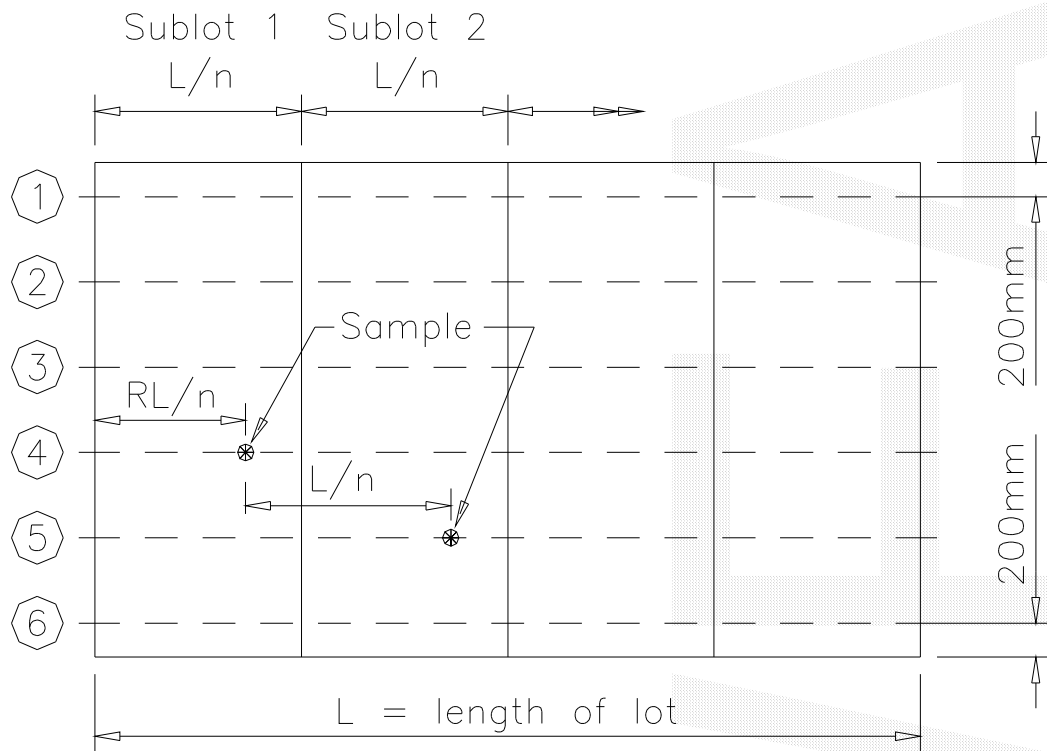 Sublot 1 Sublot 2
L/n L/n
1
2
Sample
3
RL/n
4
L/n
5
6
200mm
200mm
L = length of lot